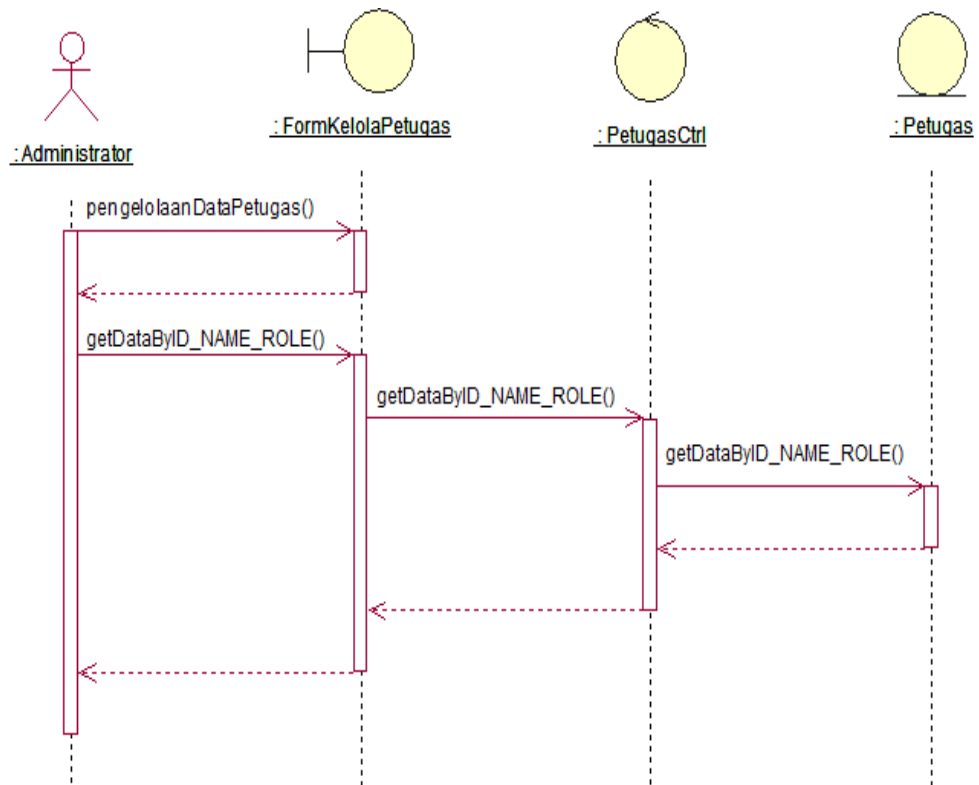 : Administrator
: FormKelolaPetugas
: PetugasCtrl
: Petugas
pengelolaanDataPetugas()
getDataByID_NAME_ROLE()
getDataByID_NAME_ROLE()
getDataByID_NAME_ROLE()